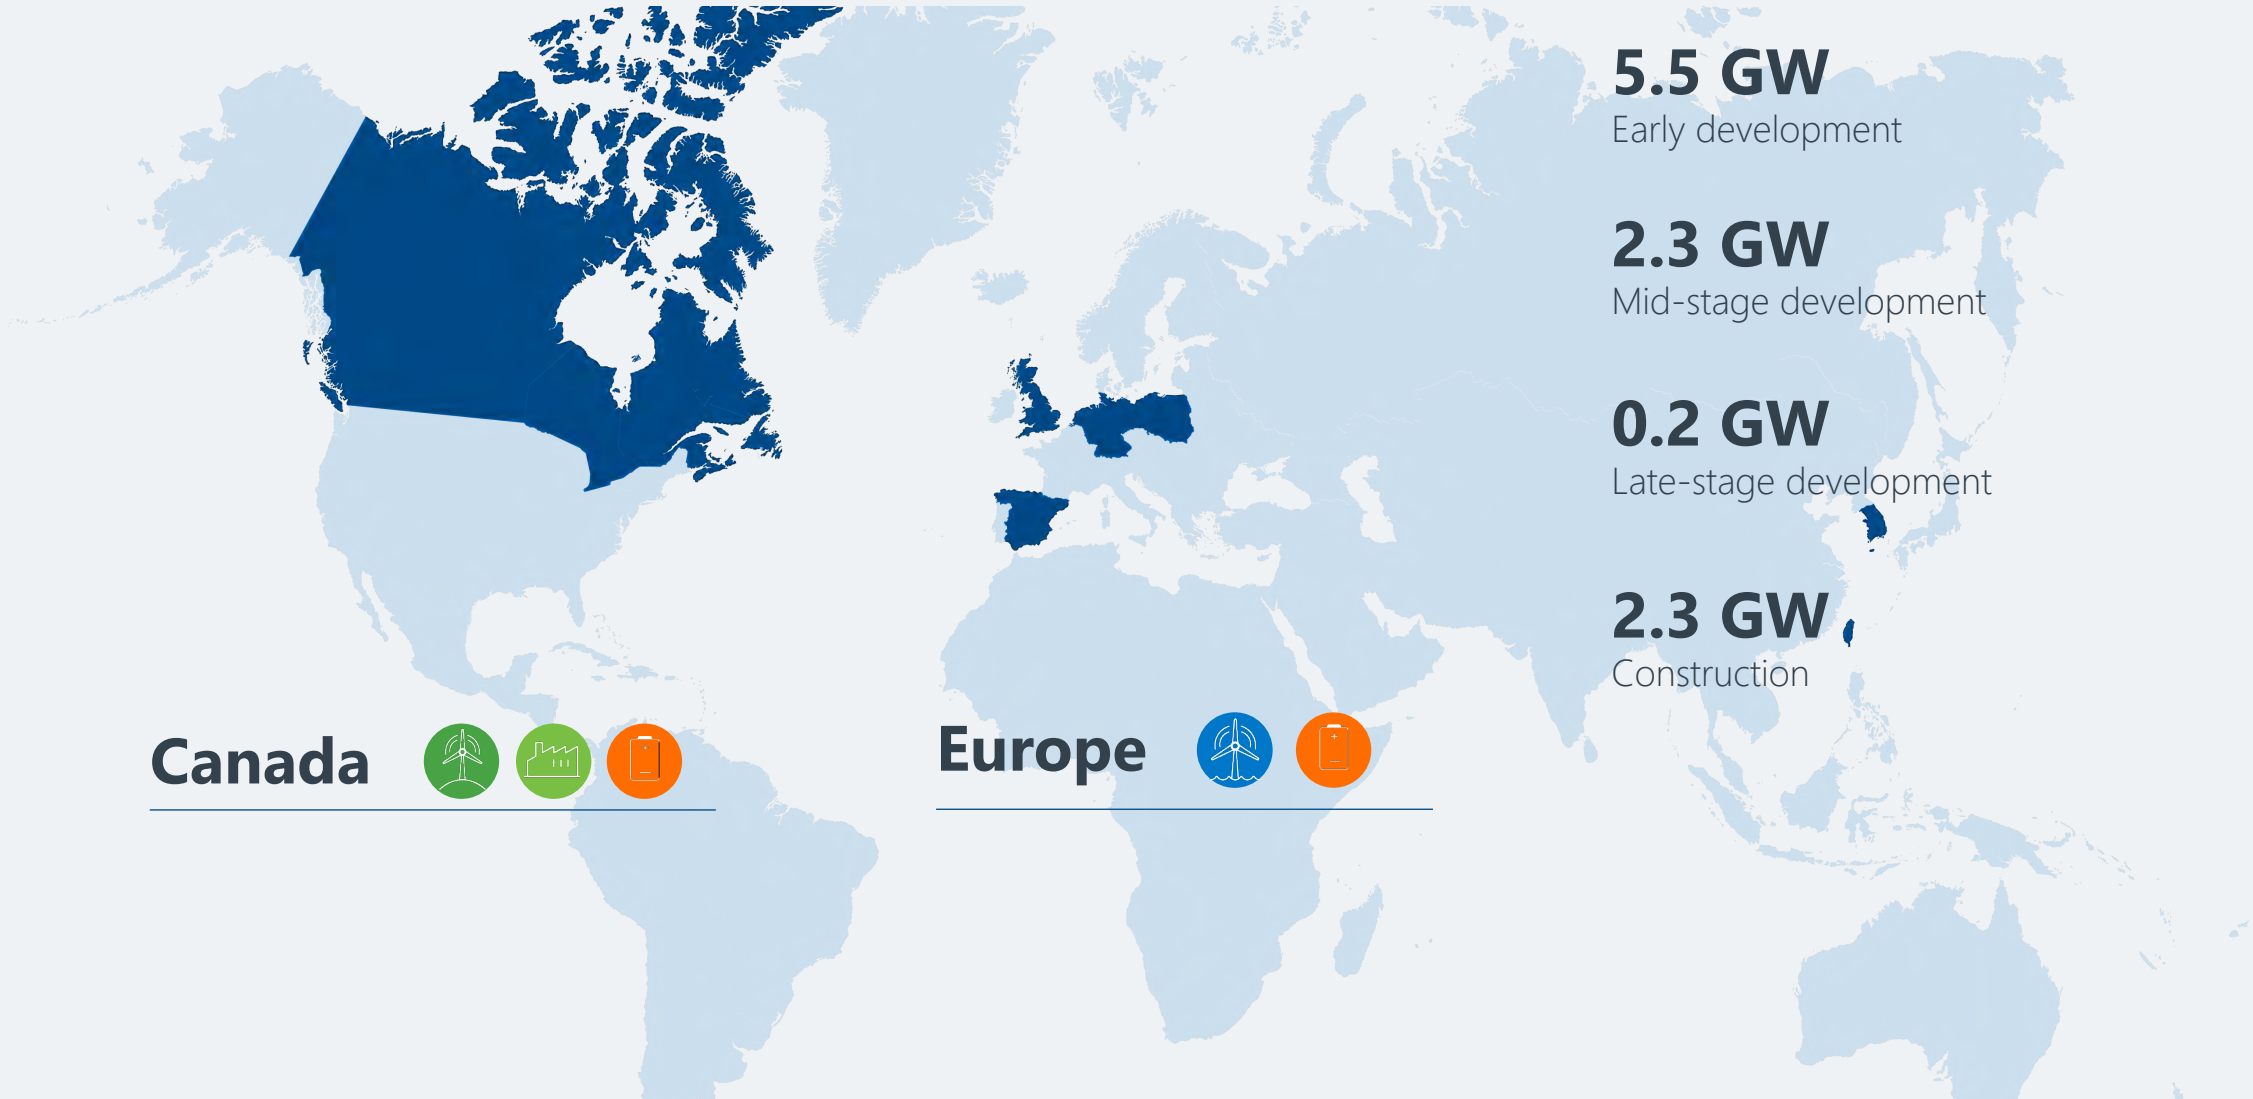 5.5 GW
Early development
2.3 GW
Mid-stage development
0.2 GW
Late-stage development
2.3 GW
Construction
Canada
Europe